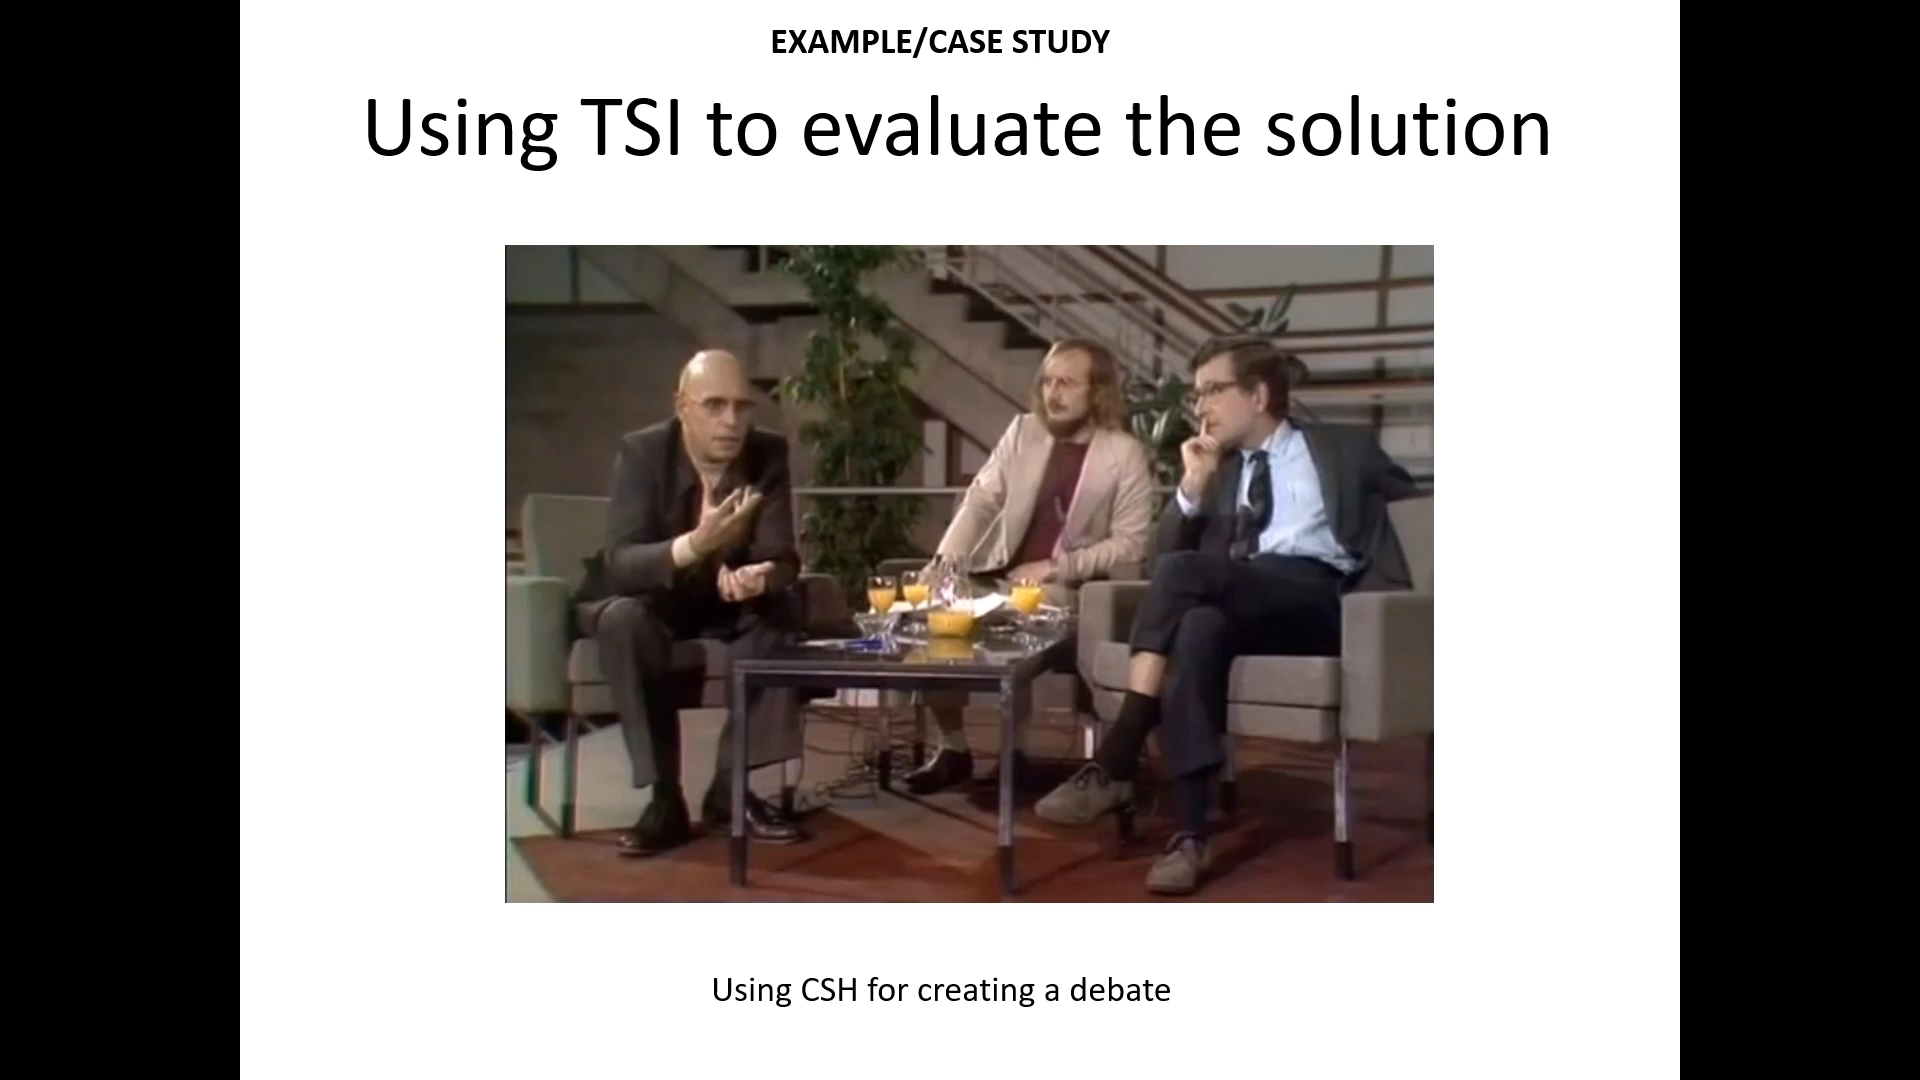 EXAMPLE/CASE STUDY
Using TSI to evaluate the solution
Using CSH for creating a debate